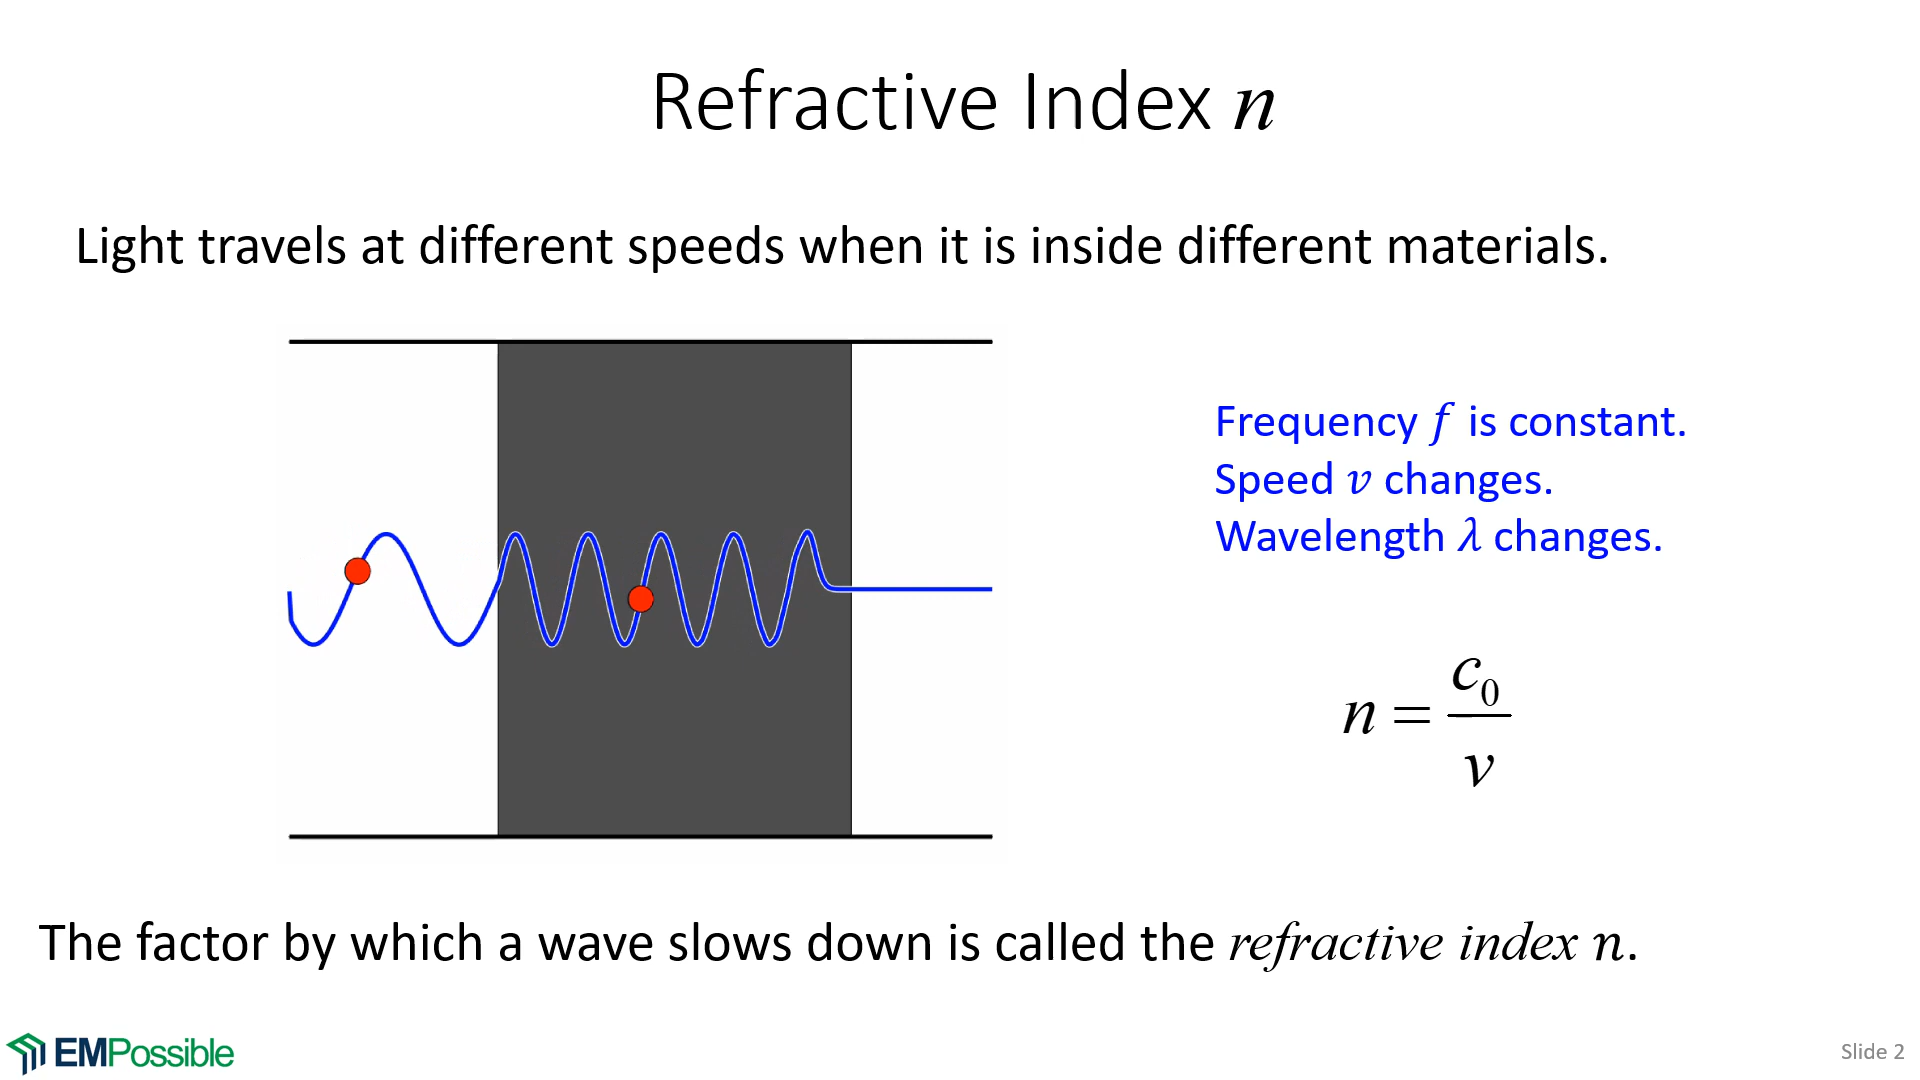 Refractive Index n
Light travels at different speeds when it is inside different materials.
Frequency f is constant.
Speed v changes.
Wavelength λ changes.
n = c₀ / v
The factor by which a wave slows down is called the refractive index n.
EMPossible
Slide 2